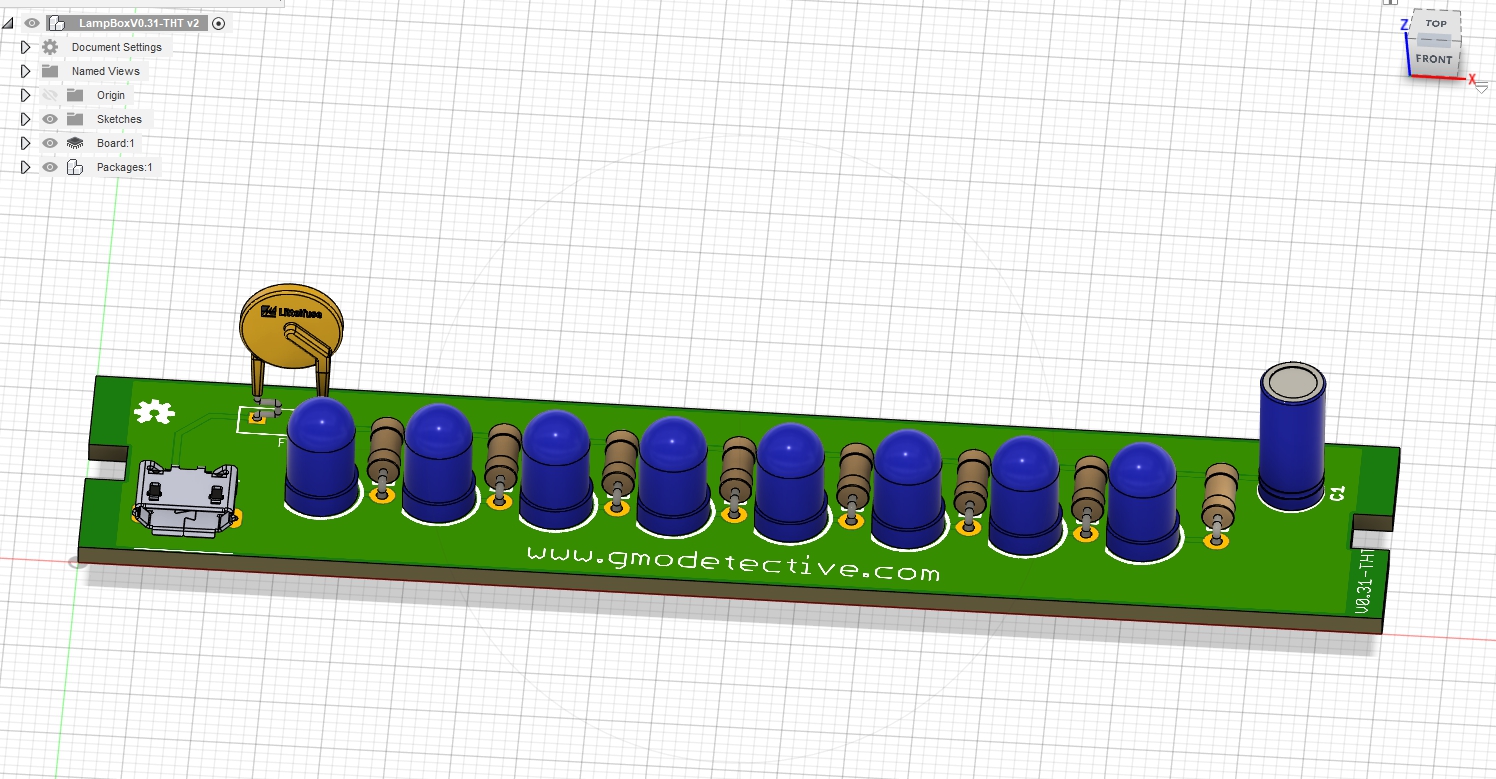 LampBoxV0.31-THT v2
Document Settings
Named Views
Origin
Sketches
Board:1
Packages:1
TOP
Z
FRONT
X
Littelfuse
F
C1
www.gmodetective.com
V0.31-THT